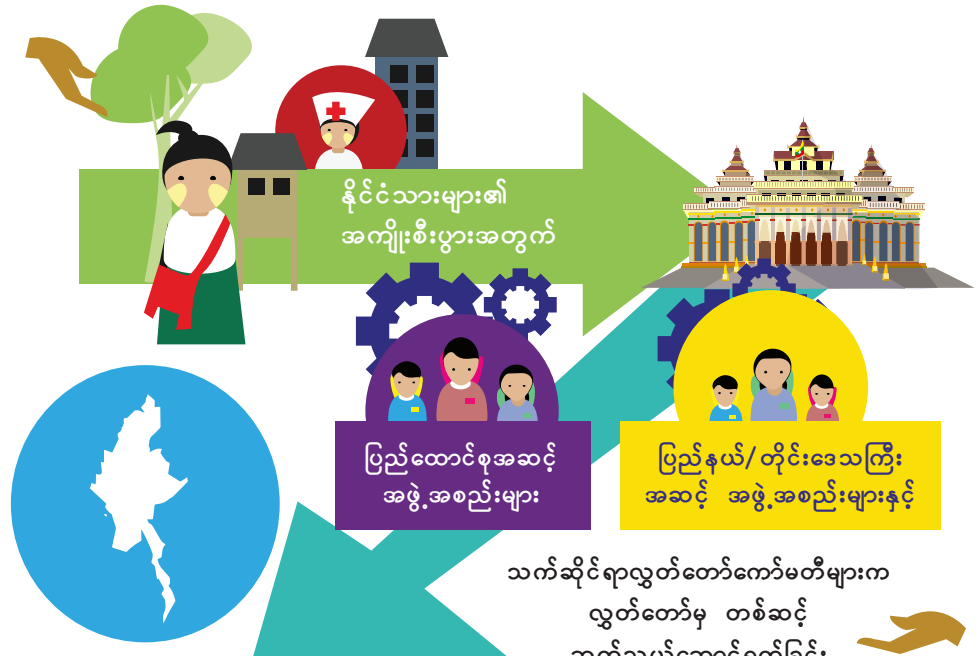 နိုင်ငံသားများ၏
အကျိုးစီးပွားအတွက်
ပြည်ထောင်စုအဆင့်
အဖွဲ့အစည်းများ
ပြည်နယ်/တိုင်းဒေသကြီး
အဆင့် အဖွဲ့အစည်းများနှင့်
သက်ဆိုင်ရာလွှတ်တော်ကော်မတီများက
လွှတ်တော်မှ တစ်ဆင့်